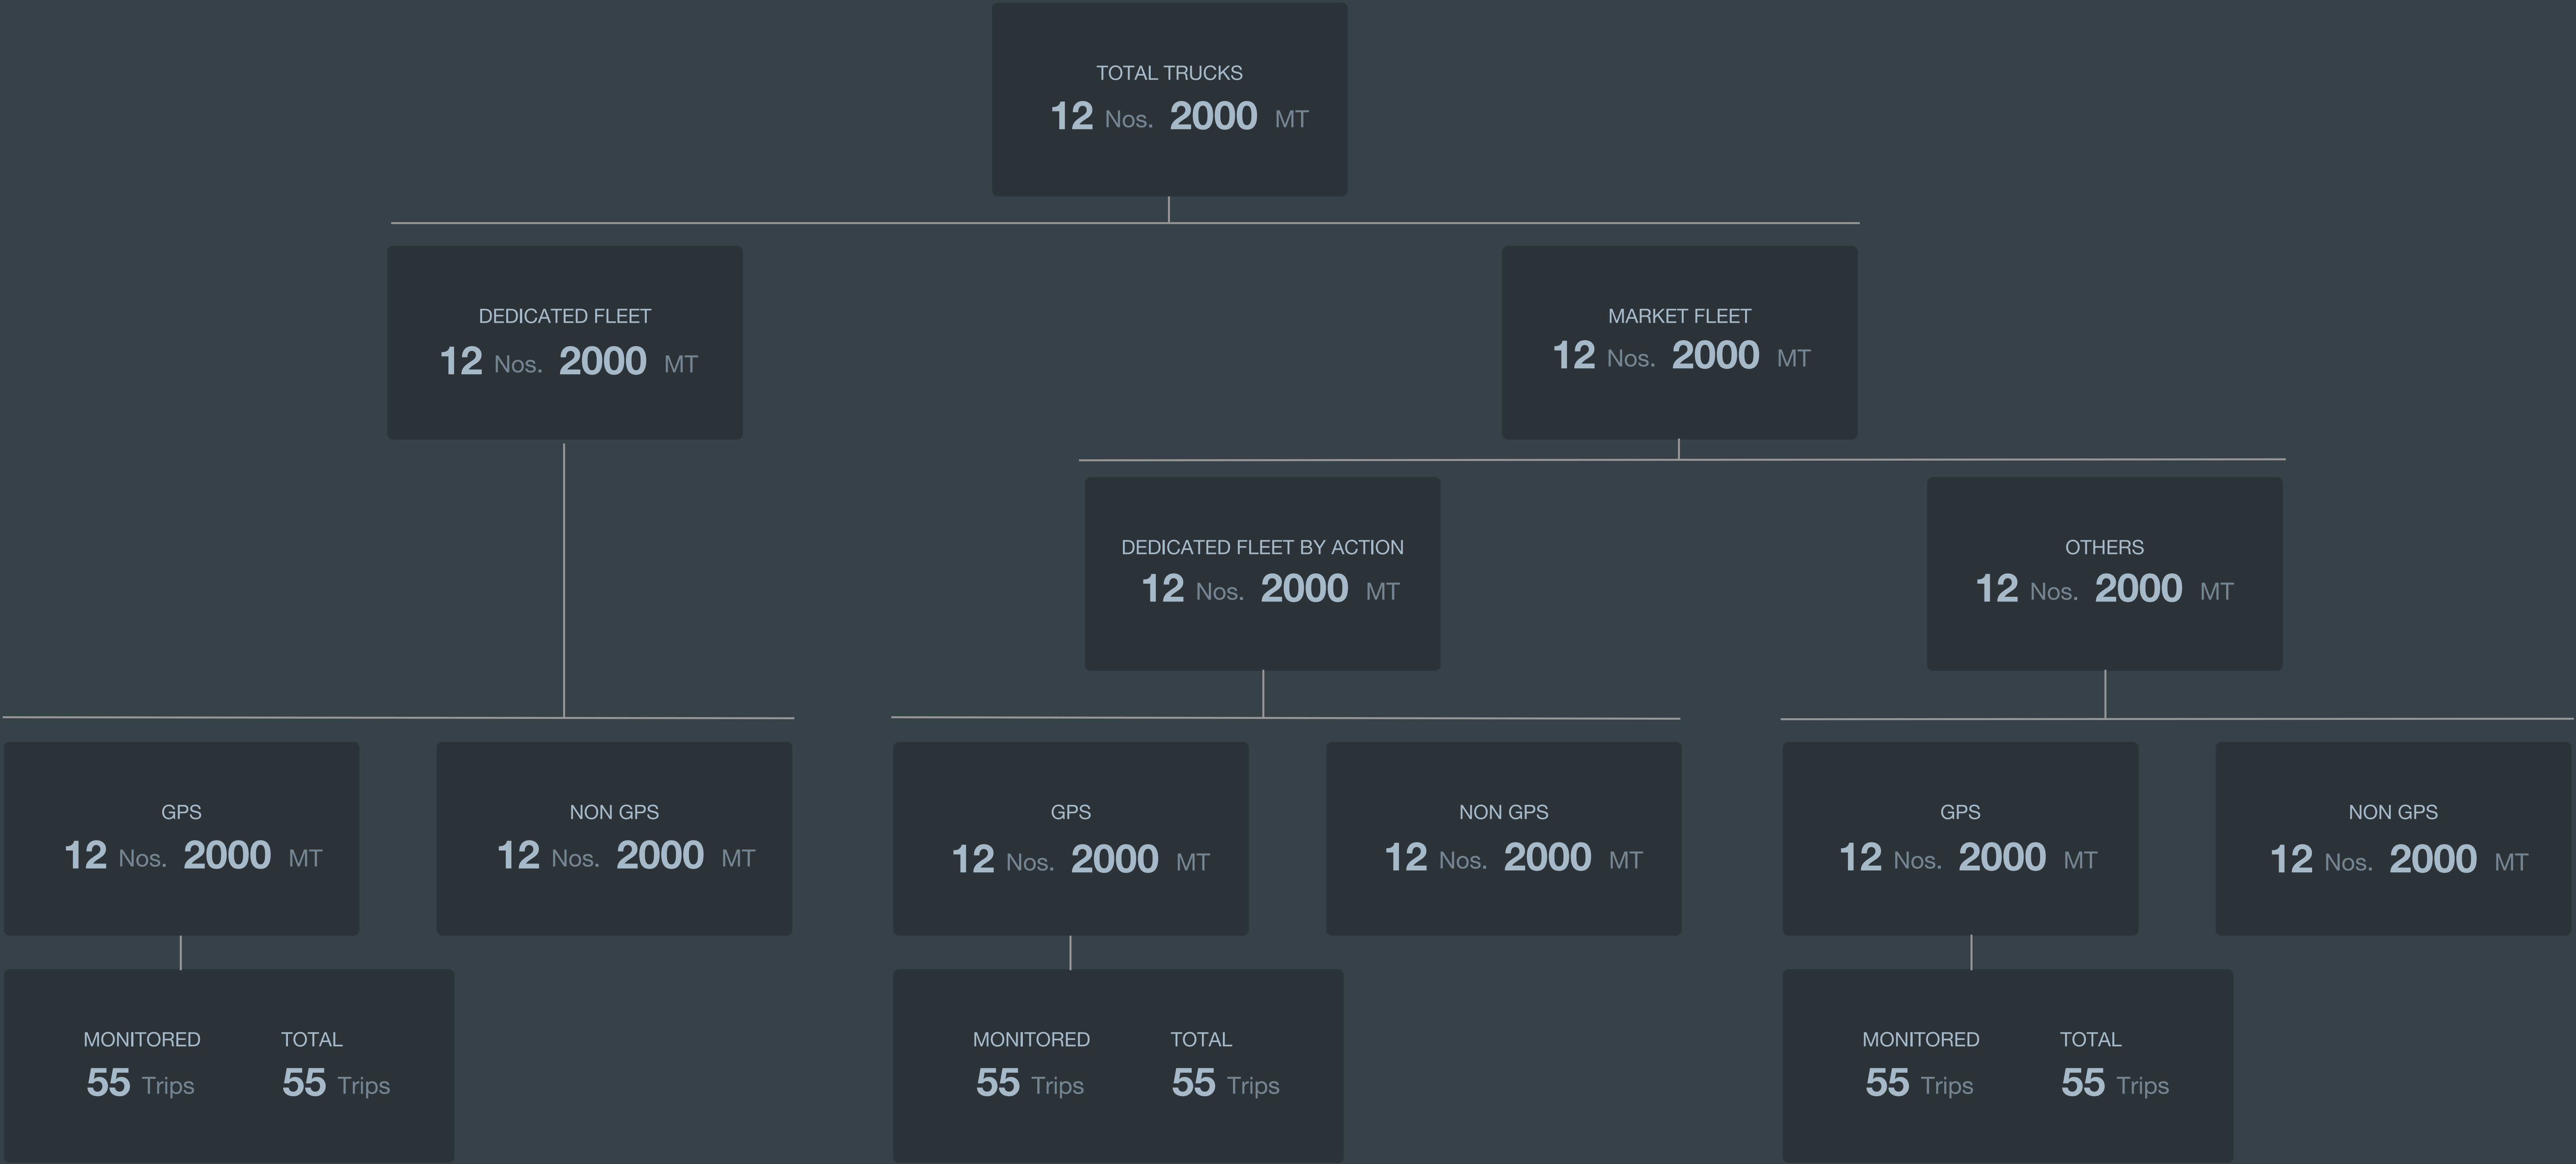 TOTAL TRUCKS
12 Nos. 2000 MT
DEDICATED FLEET
12 Nos. 2000 MT
MARKET FLEET
12 Nos. 2000 MT
DEDICATED FLEET BY ACTION
12 Nos. 2000 MT
OTHERS
12 Nos. 2000 MT
GPS
12 Nos. 2000 MT
NON GPS
12 Nos. 2000 MT
GPS
12 Nos. 2000 MT
NON GPS
12 Nos. 2000 MT
GPS
12 Nos. 2000 MT
NON GPS
12 Nos. 2000 MT
MONITORED TOTAL
55 Trips 55 Trips
MONITORED TOTAL
55 Trips 55 Trips
MONITORED TOTAL
55 Trips 55 Trips